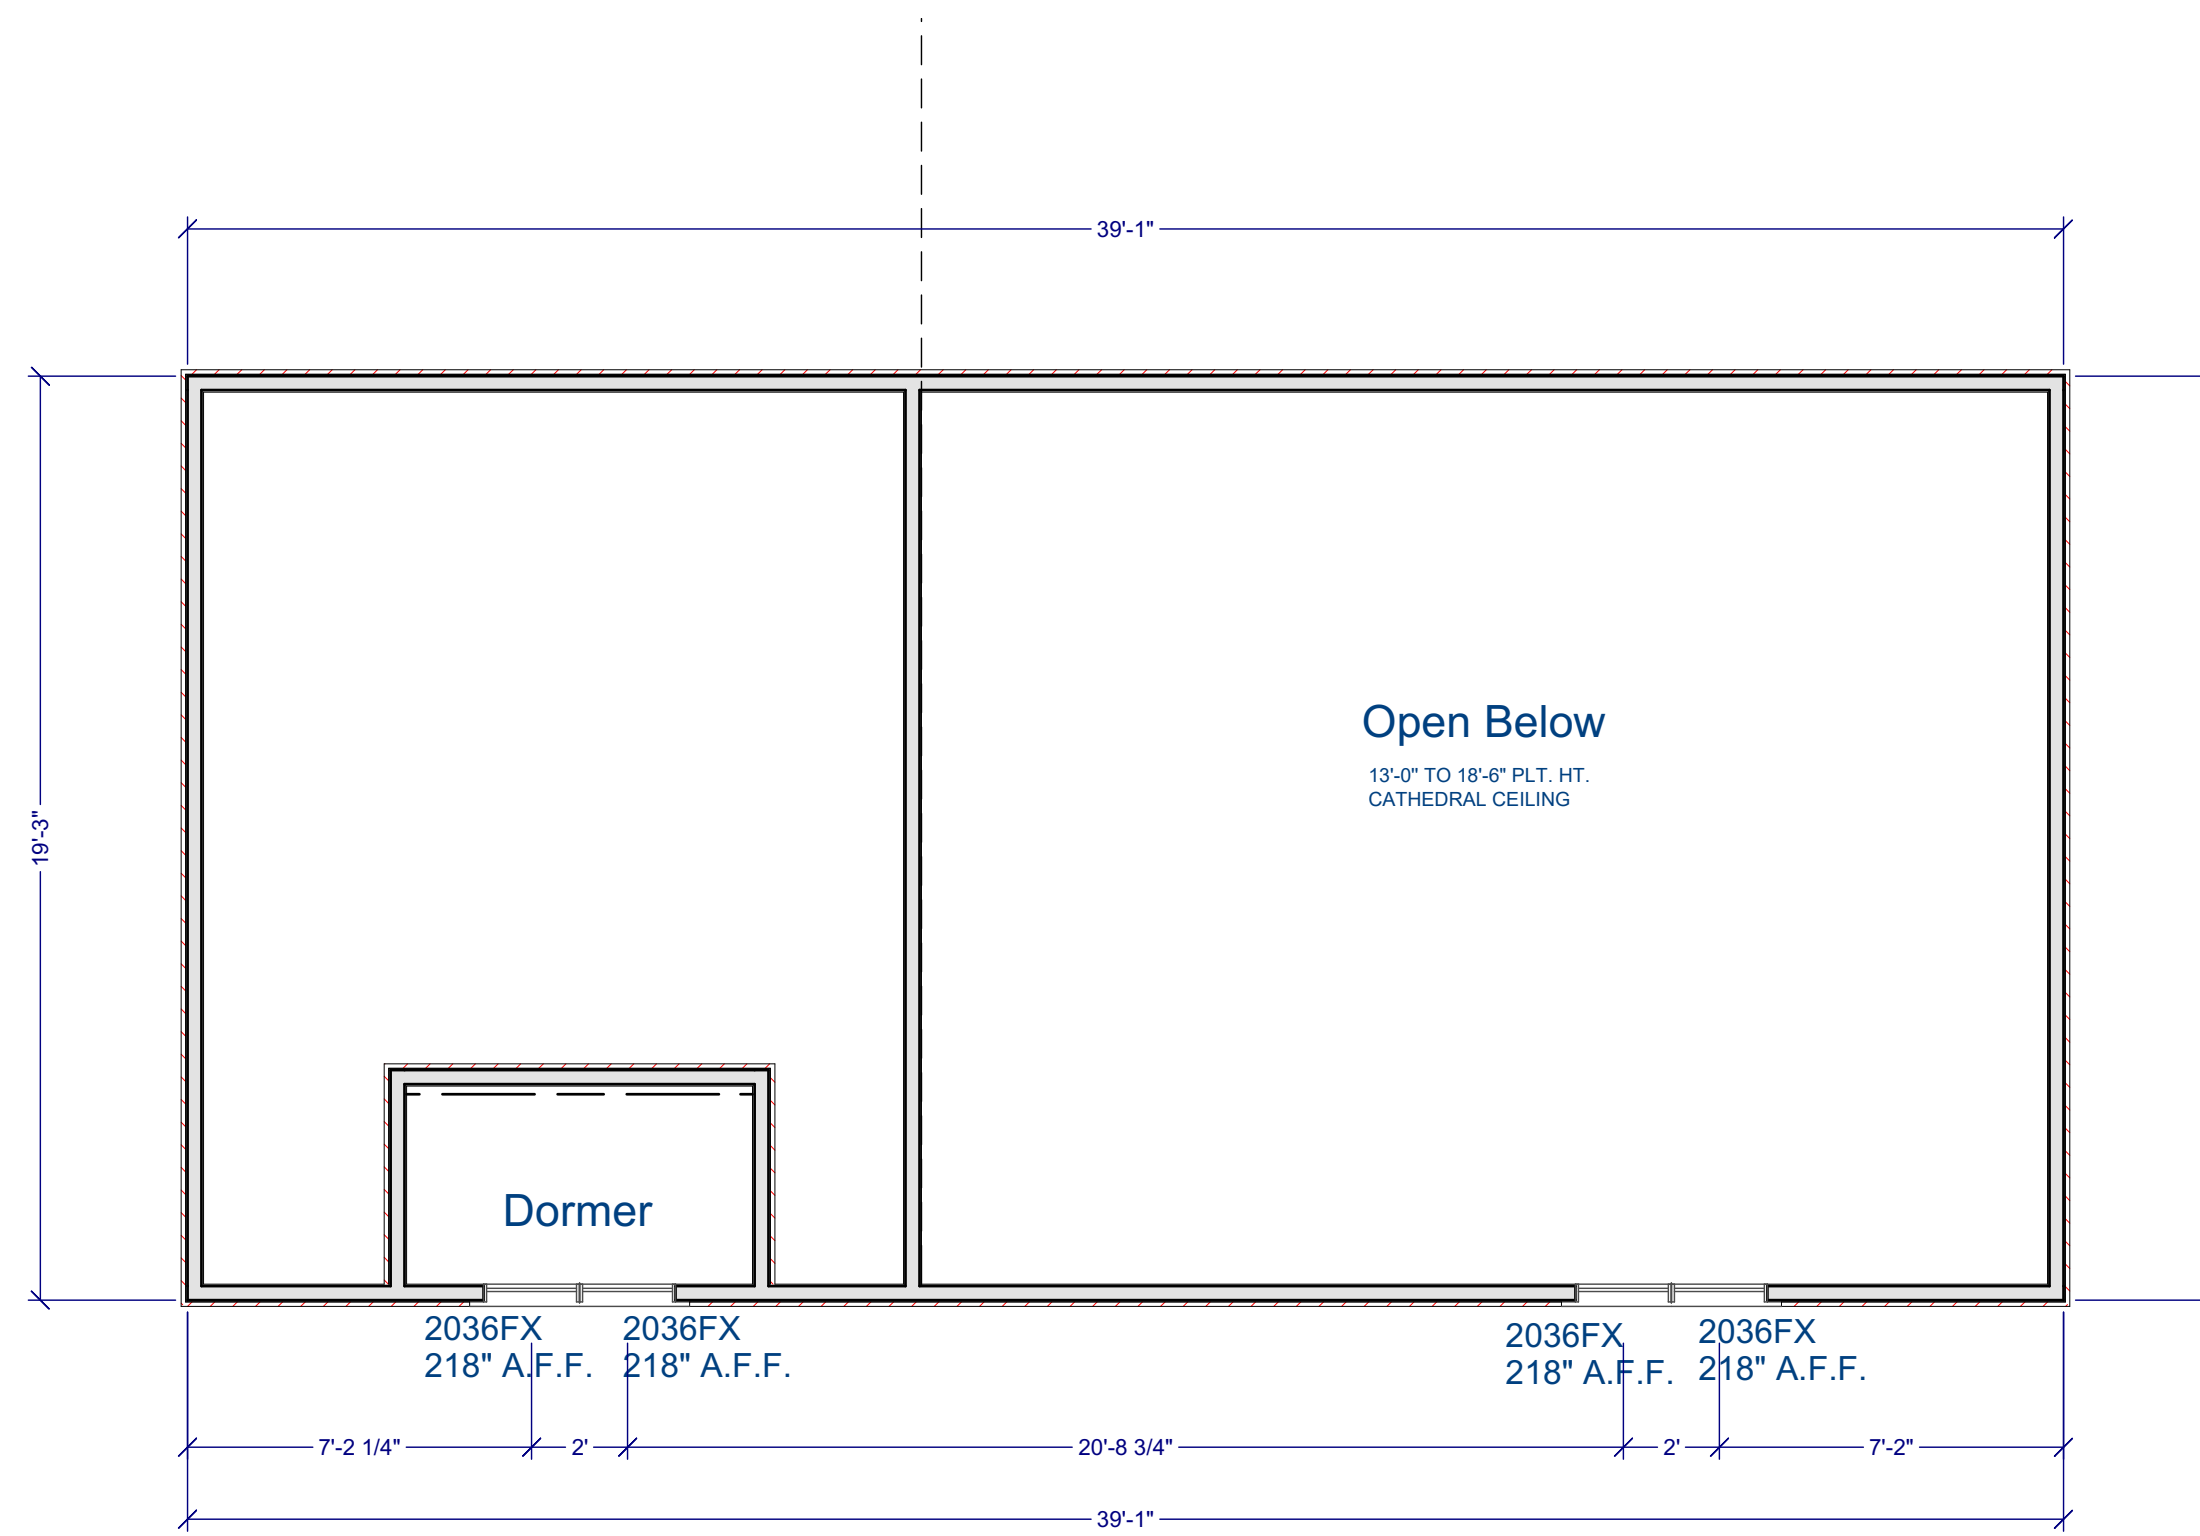 39'-1"
19'-3"
Open Below
13'-0" TO 18'-6" PLT. HT.
CATHEDRAL CEILING
Dormer
2036FX
218" A.F.F.
2036FX
218" A.F.F.
2036FX
218" A.F.F.
2036FX
218" A.F.F.
7'-2 1/4"
2'
20'-8 3/4"
2'
7'-2"
39'-1"